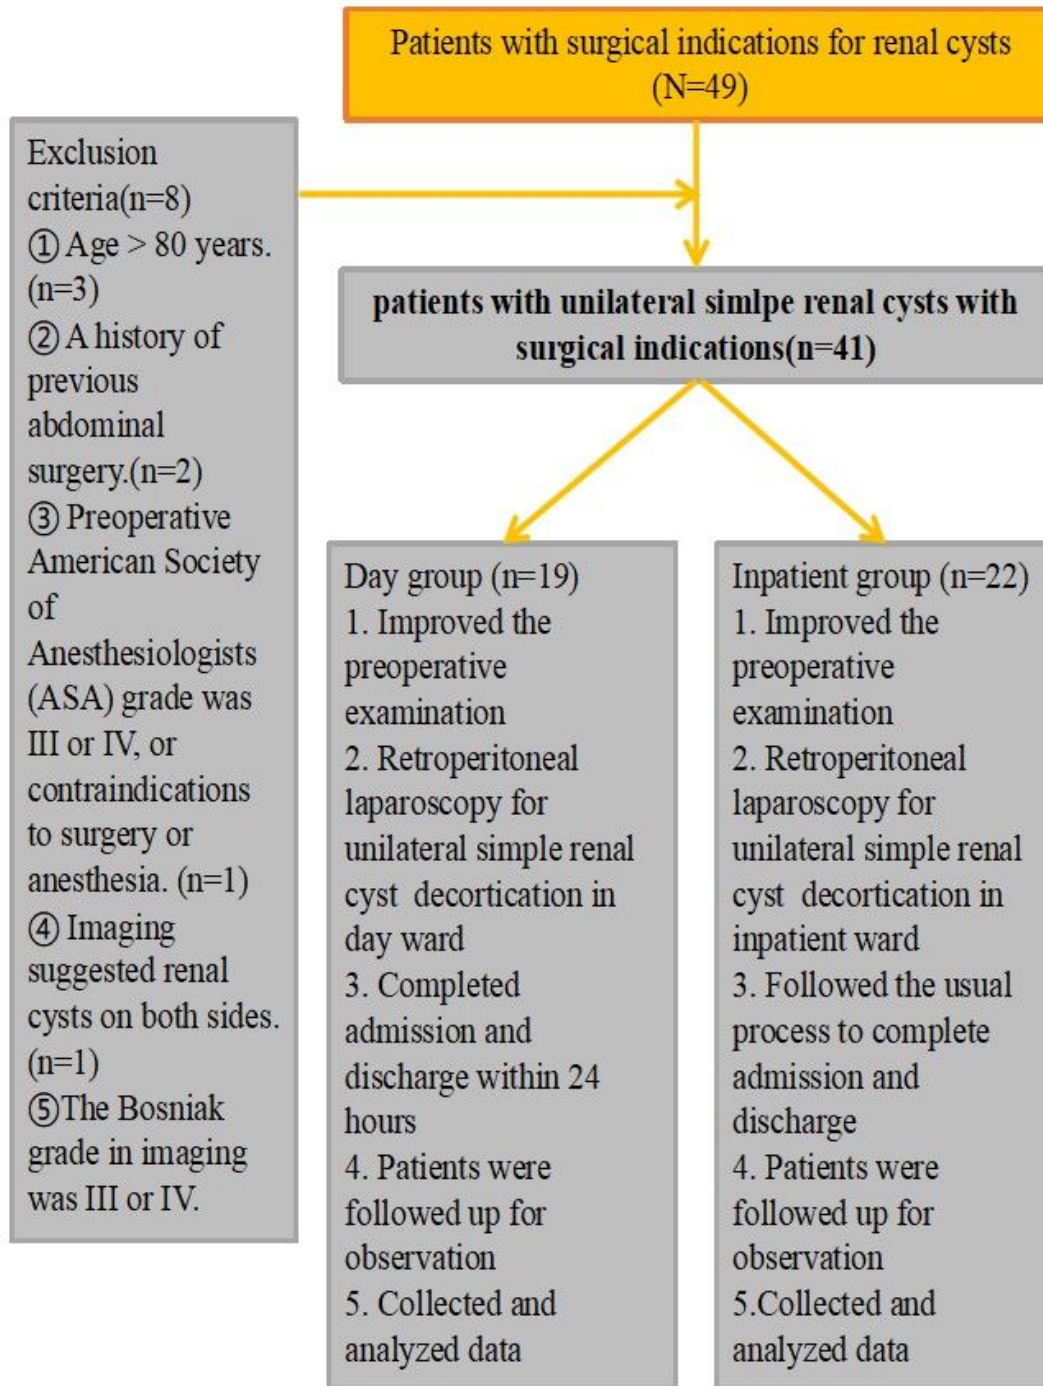 Patients with surgical indications for renal cysts
(N=49)
Exclusion
criteria(n=8)
① Age > 80 years.
(n=3)
② A history of
previous
abdominal
surgery.(n=2)
③ Preoperative
American Society
of
Anesthesiologists
(ASA) grade was
III or IV, or
contraindications
to surgery or
anesthesia. (n=1)
④ Imaging
suggested renal
cysts on both sides.
(n=1)
⑤The Bosniak
grade in imaging
was III or IV.
patients with unilateral simlpe renal cysts with
surgical indications(n=41)
Day group (n=19)
1. Improved the
preoperative
examination
2. Retroperitoneal
laparoscopy for
unilateral simple renal
cyst decortication in
day ward
3. Completed
admission and
discharge within 24
hours
4. Patients were
followed up for
observation
5. Collected and
analyzed data
Inpatient group (n=22)
1. Improved the
preoperative
examination
2. Retroperitoneal
laparoscopy for
unilateral simple renal
cyst decortication in
inpatient ward
3. Followed the usual
process to complete
admission and
discharge
4. Patients were
followed up for
observation
5.Collected and
analyzed data